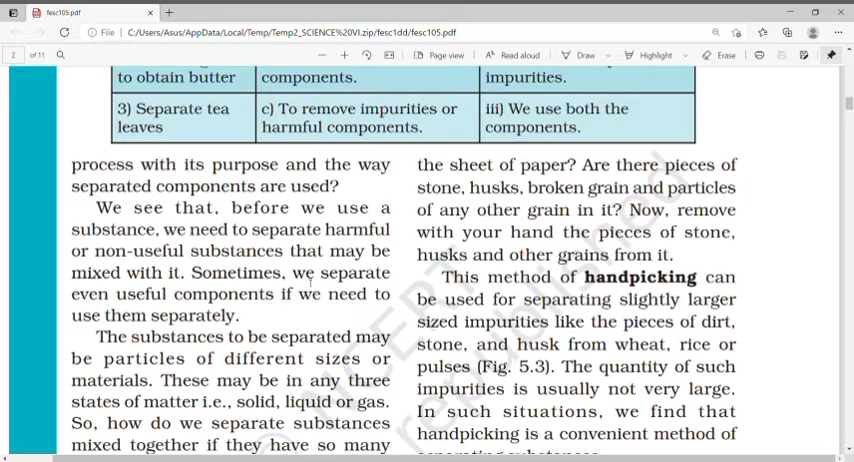 fesc105.pdf
File | C:/Users/Asus/AppData/Local/Temp/Temp2_SCIENCE%20VI.zip/fesc1dd/fesc105.pdf
2 of 11
Page view
Read aloud
Draw
Highlight
Erase
to obtain butter components. impurities.
3) Separate tea c) To remove impurities or iii) We use both the
leaves harmful components. components.
process with its purpose and the way
separated components are used?
We see that, before we use a
substance, we need to separate harmful
or non-useful substances that may be
mixed with it. Sometimes, we separate
even useful components if we need to
use them separately.
The substances to be separated may
be particles of different sizes or
materials. These may be in any three
states of matter i.e., solid, liquid or gas.
So, how do we separate substances
mixed together if they have so many
the sheet of paper? Are there pieces of
stone, husks, broken grain and particles
of any other grain in it? Now, remove
with your hand the pieces of stone,
husks and other grains from it.
This method of handpicking can
be used for separating slightly larger
sized impurities like the pieces of dirt,
stone, and husk from wheat, rice or
pulses (Fig. 5.3). The quantity of such
impurities is usually not very large.
In such situations, we find that
handpicking is a convenient method of
separating substances.
© NCERT
republished